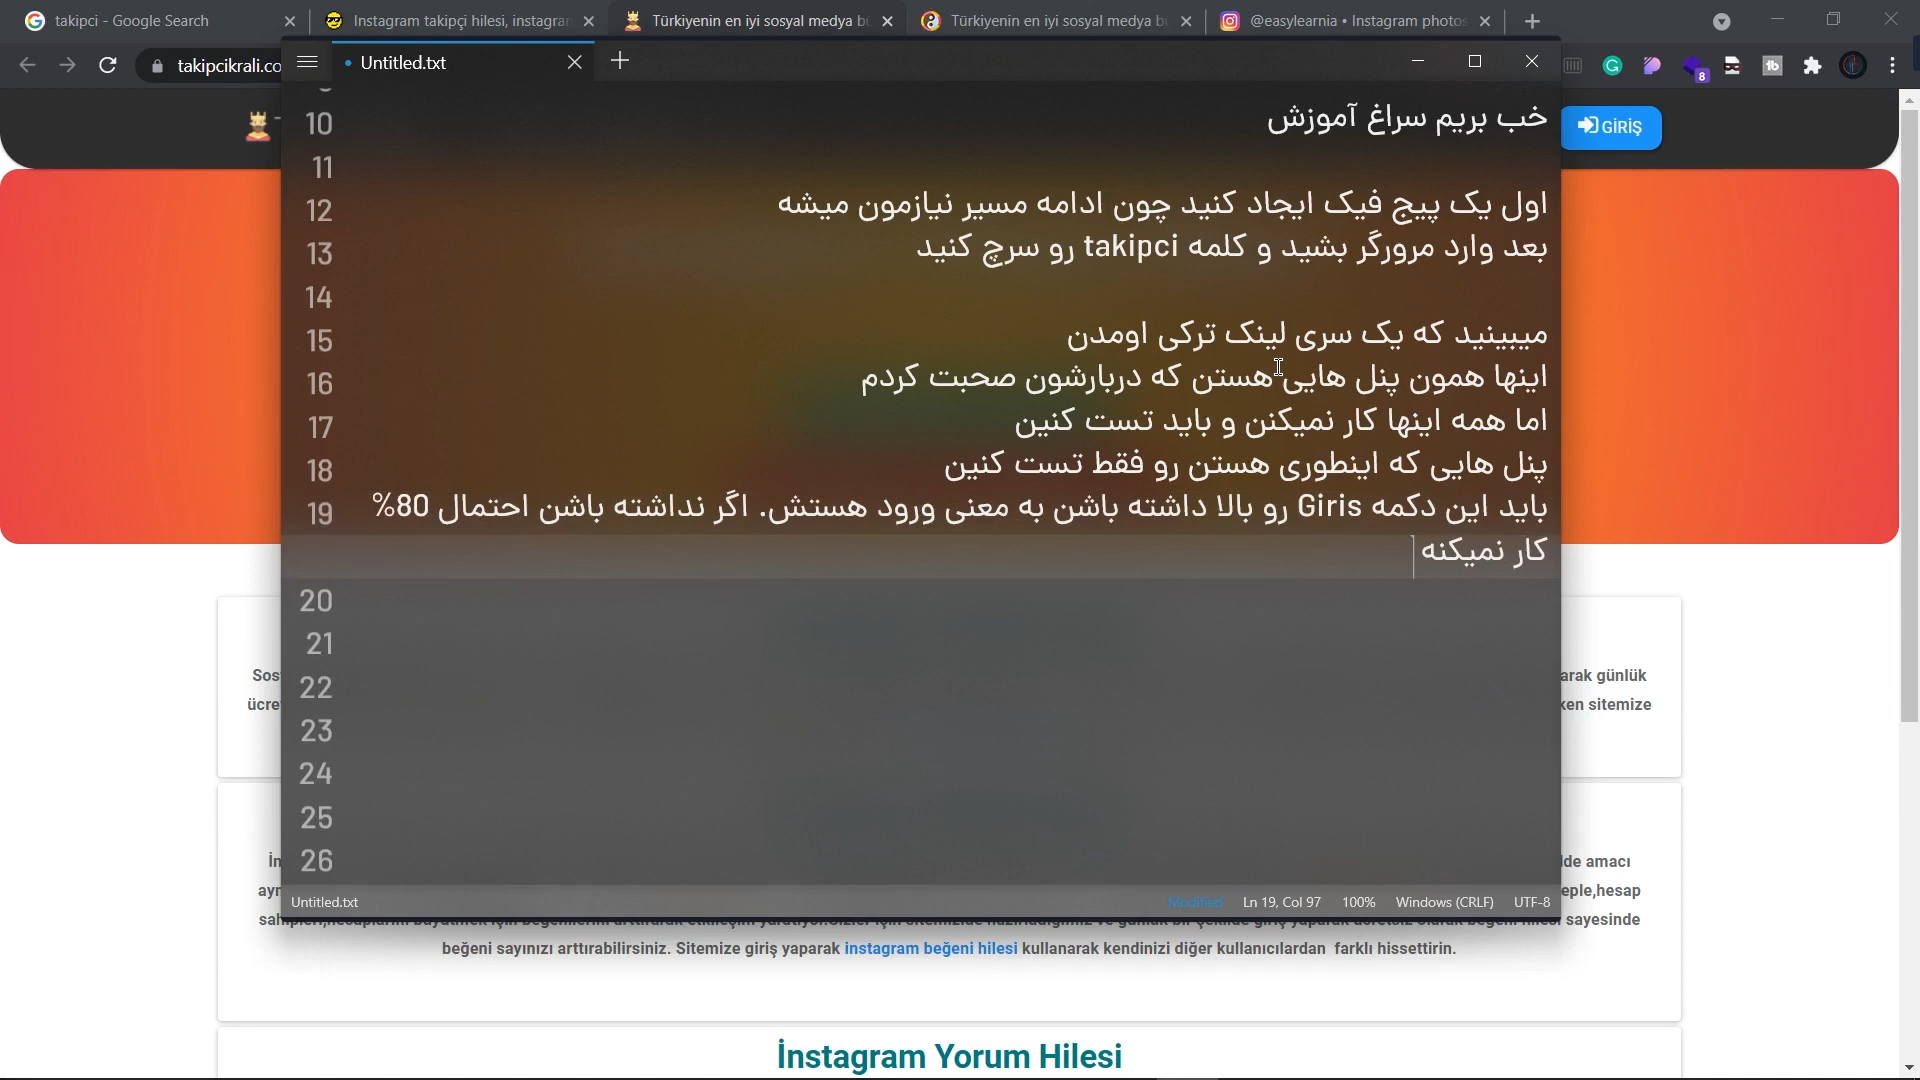 takipci - Google Search
Instagram takipçi hilesi, instagram
Türkiyenin en iyi sosyal medya b
Türkiyenin en iyi sosyal medya b
@easylearnia • Instagram photos
takipcikrali.co
Untitled.txt
8
tb
GİRİŞ
10 خب بریم سراغ آموزش
11
12 اول یک پیج فیک ایجاد کنید چون ادامه مسیر نیازمون میشه
13 بعد وارد مرورگر بشید و کلمه takipci رو سرچ کنید
14
15 میبینید که یک سری لینک ترکی اومدن
16 اینها همون پنل هایی هستن که دربارشون صحبت کردم
17 اما همه اینها کار نمیکنن و باید تست کنین
18 پنل هایی که اینطوری هستن رو فقط تست کنین
19 باید این دکمه Giris رو بالا داشته باشن به معنی ورود هستش. اگر نداشته باشن احتمال 80%
کار نمیکنه
20
21
22
23
24
25
26
Sos
arak günlük
ücre
ken sitemize
İn
lde amacı
ayr
eple,hesap
Untitled.txt
Modified
Ln 19, Col 97
100%
Windows (CRLF)
UTF-8
sayesinde
beğeni sayınızı arttırabilirsiniz. Sitemize giriş yaparak instagram beğeni hilesi kullanarak kendinizi diğer kullanıcılardan farklı hissettirin.
İnstagram Yorum Hilesi